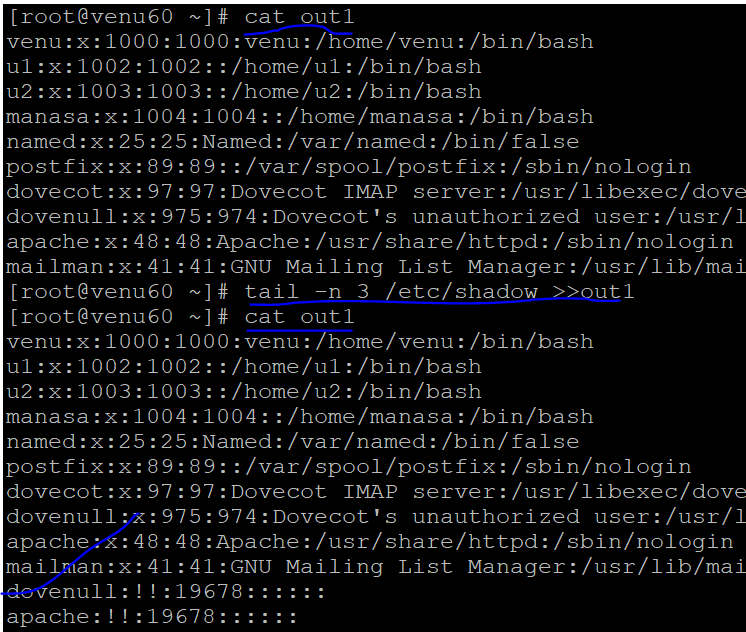 [root@venu60 ~]# cat out1
venu:x:1000:1000:venu:/home/venu:/bin/bash
u1:x:1002:1002::/home/u1:/bin/bash
u2:x:1003:1003::/home/u2:/bin/bash
manasa:x:1004:1004::/home/manasa:/bin/bash
named:x:25:25:Named:/var/named:/bin/false
postfix:x:89:89::/var/spool/postfix:/sbin/nologin
dovecot:x:97:97:Dovecot IMAP server:/usr/libexec/dove
dovenull:x:975:974:Dovecot's unauthorized user:/usr/l
apache:x:48:48:Apache:/usr/share/httpd:/sbin/nologin
mailman:x:41:41:GNU Mailing List Manager:/usr/lib/mai
[root@venu60 ~]# tail -n 3 /etc/shadow >>out1
[root@venu60 ~]# cat out1
venu:x:1000:1000:venu:/home/venu:/bin/bash
u1:x:1002:1002::/home/u1:/bin/bash
u2:x:1003:1003::/home/u2:/bin/bash
manasa:x:1004:1004::/home/manasa:/bin/bash
named:x:25:25:Named:/var/named:/bin/false
postfix:x:89:89::/var/spool/postfix:/sbin/nologin
dovecot:x:97:97:Dovecot IMAP server:/usr/libexec/dove
dovenull:x:975:974:Dovecot's unauthorized user:/usr/l
apache:x:48:48:Apache:/usr/share/httpd:/sbin/nologin
mailman:x:41:41:GNU Mailing List Manager:/usr/lib/mai
dovenull:!!:19678::::::
apache:!!:19678::::::